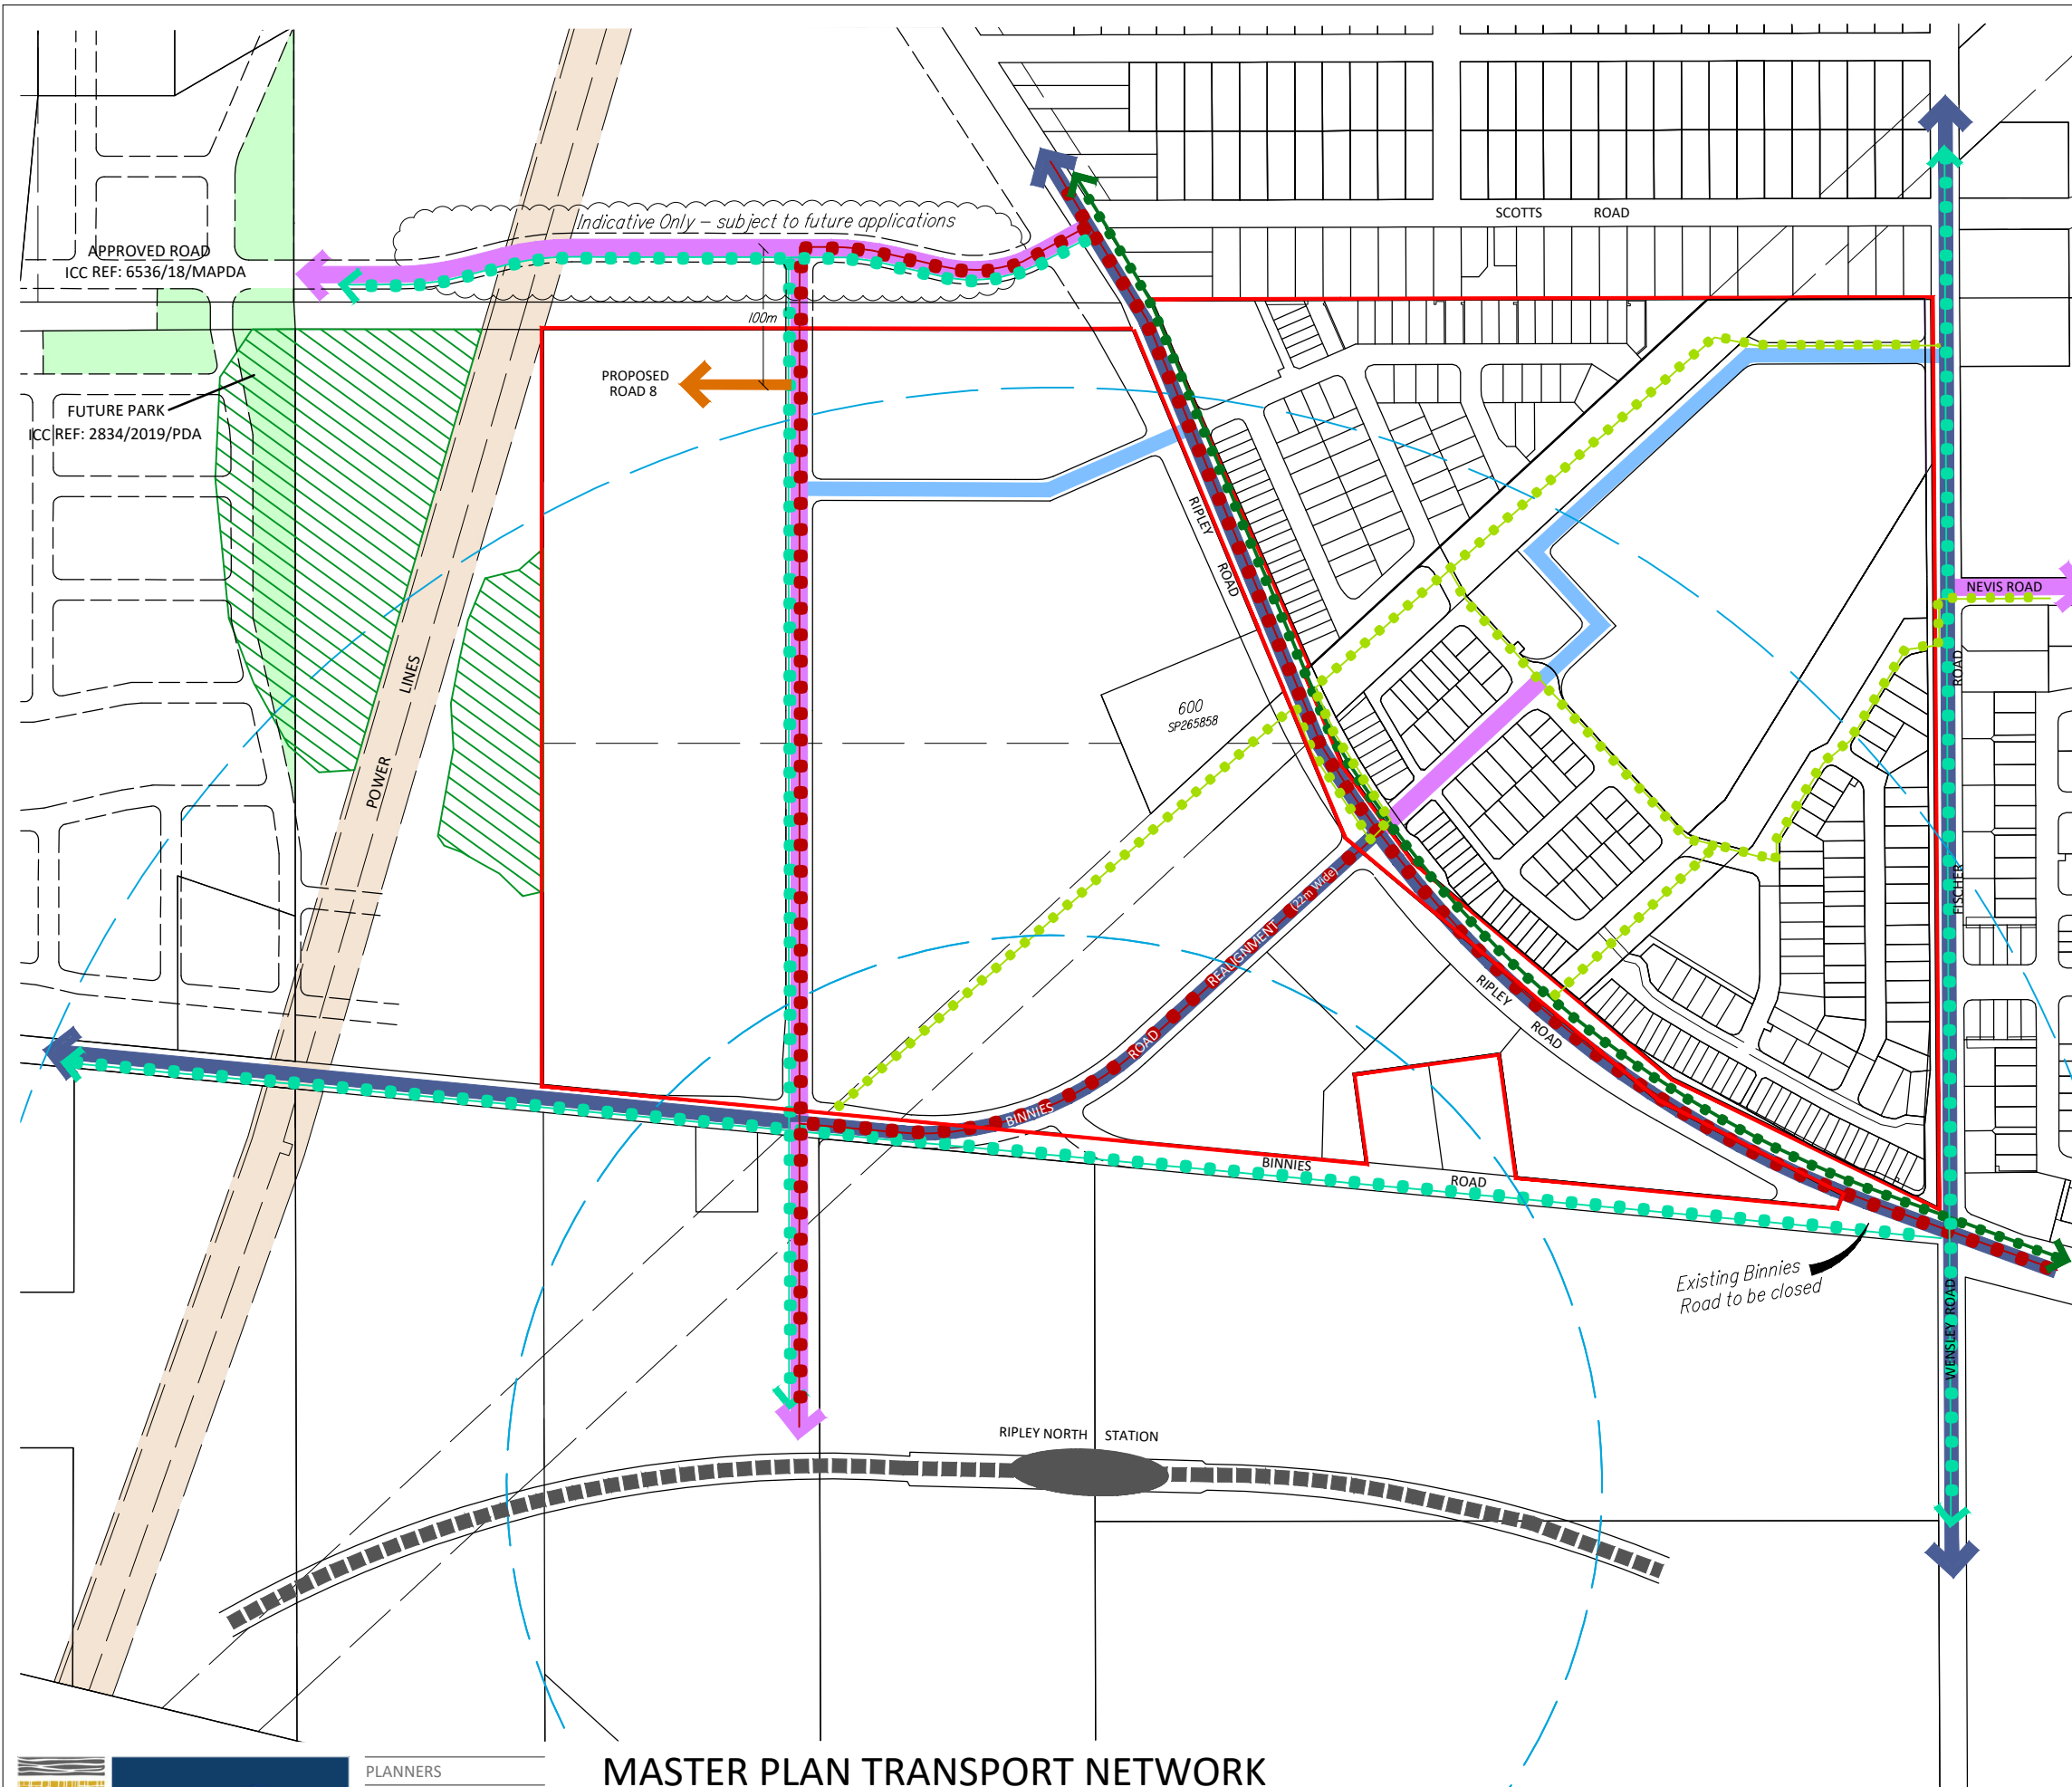 Indicative Only – subject to future applications
SCOTTS ROAD
APPROVED ROAD
ICC REF: 6536/18/MAPDA
100m
PROPOSED
ROAD 8
FUTURE PARK
ICC REF: 2834/2019/PDA
RIPLEY
ROAD
NEVIS ROAD
POWER
LINES
600
SP265858
ROAD
FISCHER
BINNIES
ROAD
REALIGNMENT
(22m Wide)
RIPLEY
ROAD
BINNIES
ROAD
Existing Binnies
Road to be closed
WENSLEY ROAD
RIPLEY NORTH STATION
PLANNERS
MASTER PLAN TRANSPORT NETWORK